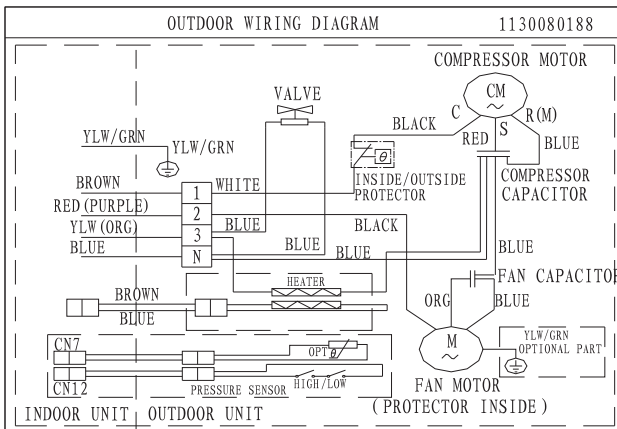 OUTDOOR WIRING DIAGRAM 1130080188
COMPRESSOR MOTOR
VALVE
CM
~
C
S
R(M)
BLACK
RED
BLUE
YLW/GRN
YLW/GRN
θ
INSIDE/OUTSIDE
PROTECTOR
COMPRESSOR
CAPACITOR
BROWN
1
WHITE
RED(PURPLE)
2
BLACK
YLW(ORG)
3
BLUE
BLUE
N
BLUE
BLUE
BLUE
HEATER
FAN CAPACITOR
BROWN
BLUE
ORG
BLUE
M
~
YLW/GRN
OPTIONAL PART
CN7
OPT
θ
CN12
PRESSURE SENSOR
HIGH/LOW
FAN MOTOR
(PROTECTOR INSIDE)
INDOOR UNIT
OUTDOOR UNIT